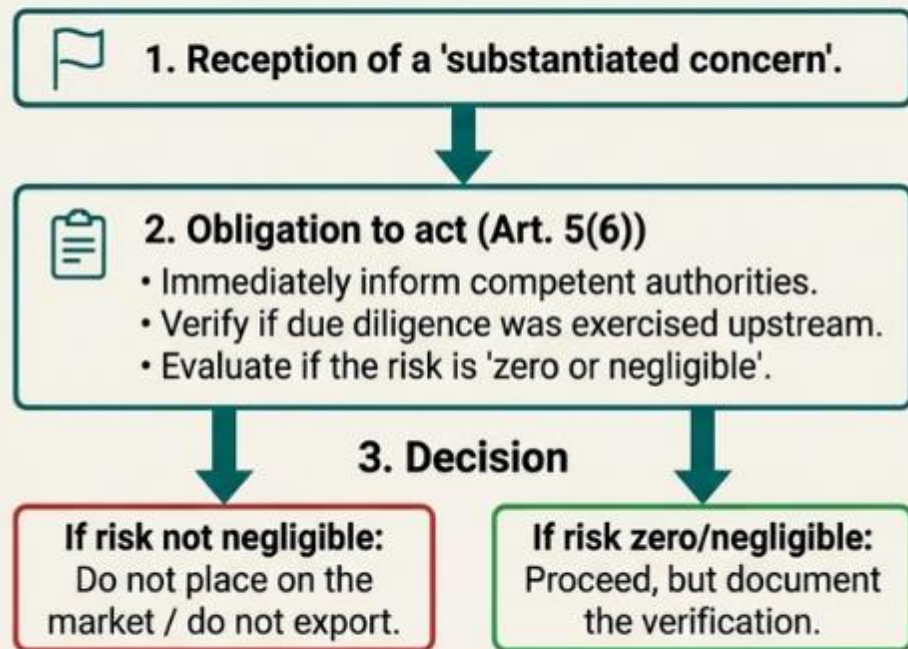 1. Reception of a 'substantiated concern'.
2. Obligation to act (Art. 5(6))
• Immediately inform competent authorities.
• Verify if due diligence was exercised upstream.
• Evaluate if the risk is 'zero or negligible'.
3. Decision
If risk not negligible:
Do not place on the
market / do not export.
If risk zero/negligible:
Proceed, but document
the verification.